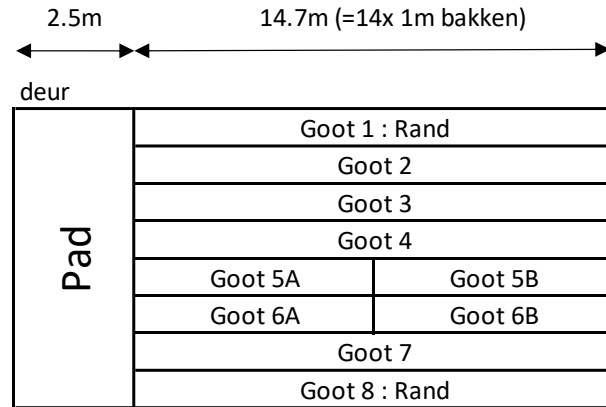 2.5m 14.7m (=14x 1m bakken)
deur
Pad
Goot 1 : Rand
Goot 2
Goot 3
Goot 4
Goot 5A Goot 5B
Goot 6A Goot 6B
Goot 7
Goot 8 : Rand